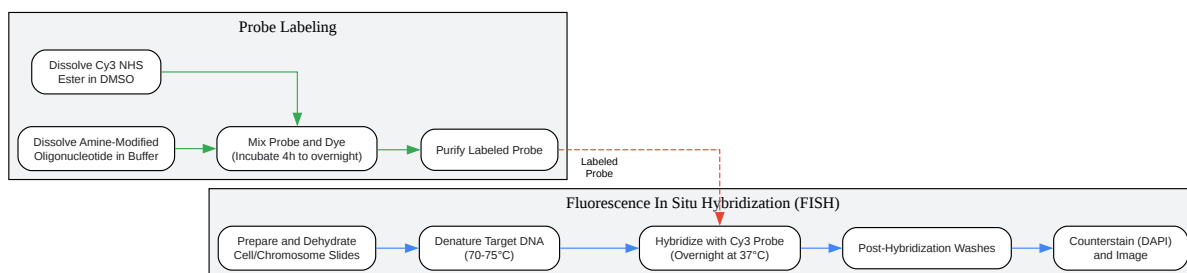 Probe Labeling
Dissolve Cy3 NHS
Ester in DMSO
Dissolve Amine-Modified
Oligonucleotide in Buffer
Mix Probe and Dye
(Incubate 4h to overnight)
Purify Labeled Probe
Labeled
Probe
Fluorescence In Situ Hybridization (FISH)
Prepare and Dehydrate
Cell/Chromosome Slides
Denature Target DNA
(70-75°C)
Hybridize with Cy3 Probe
(Overnight at 37°C)
Post-Hybridization Washes
Counterstain (DAPI)
and Image